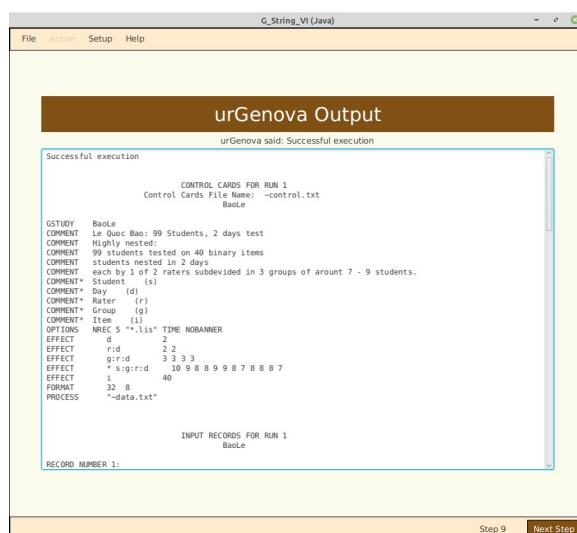 G_String_VI (Java)
File Action Setup Help
urGenova Output
urGenova said: Successful execution
Successful execution
CONTROL CARDS FOR RUN 1
Control Cards File Name: ~control.txt
BaoLe
GSTUDY BaoLe
COMMENT Le Quoc Bao: 99 Students, 2 days test
COMMENT Highly nested:
COMMENT 99 students tested on 40 binary items
COMMENT students nested in 2 days
COMMENT each by 1 of 2 raters subdevided in 3 groups of arount 7 - 9 students.
COMMENT* Student (s)
COMMENT* Day (d)
COMMENT* Rater (r)
COMMENT* Group (g)
COMMENT* Item (i)
OPTIONS NREC 5 "*.lis" TIME NOBANNER
EFFECT d 2
EFFECT r:d 2 2
EFFECT g:r:d 3 3 3 3
EFFECT * s:g:r:d 10 9 8 8 9 9 8 7 8 8 8 7
EFFECT i 40
FORMAT 32 8
PROCESS "~data.txt"
INPUT RECORDS FOR RUN 1
BaoLe
RECORD NUMBER 1:
Step 9 Next Step